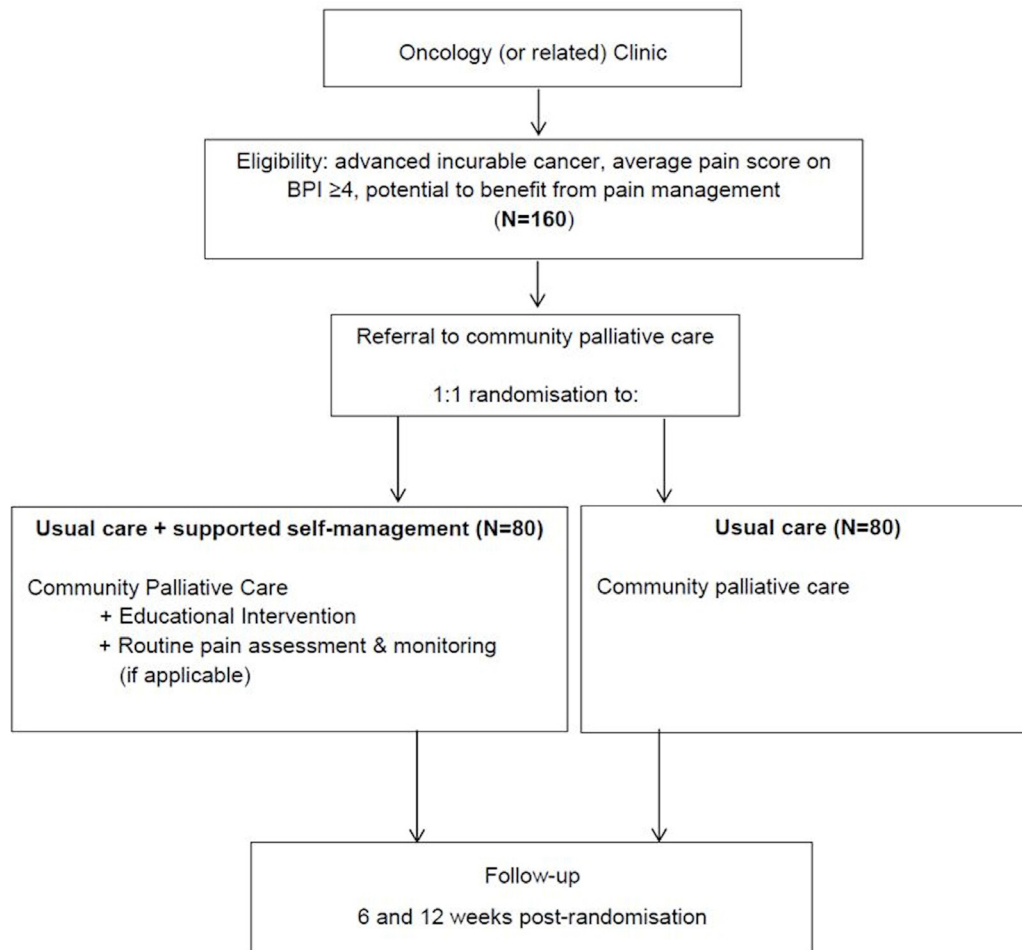 Oncology (or related) Clinic
Eligibility: advanced incurable cancer, average pain score on
BPI ≥4, potential to benefit from pain management
(N=160)
Referral to community palliative care
1:1 randomisation to:
Usual care + supported self-management (N=80)
Community Palliative Care
+ Educational Intervention
+ Routine pain assessment & monitoring
(if applicable)
Usual care (N=80)
Community palliative care
Follow-up
6 and 12 weeks post-randomisation